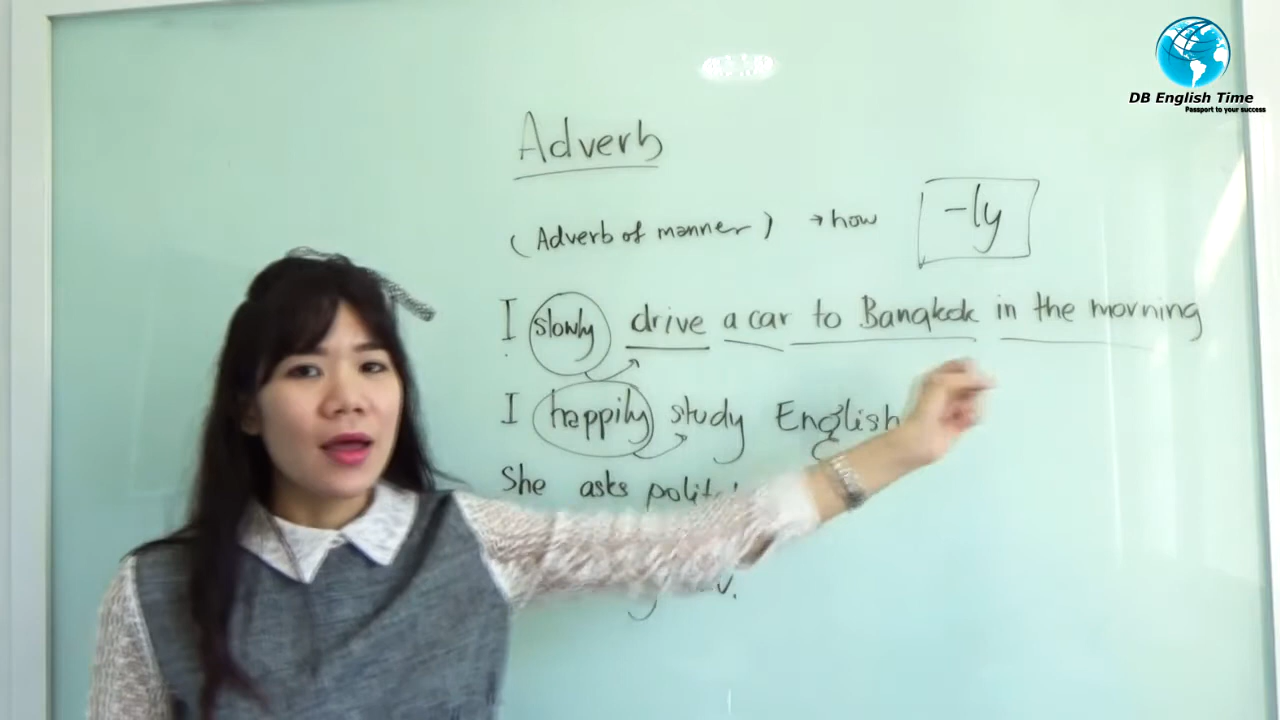 DB English Time
Passport to your success
Adverb
(Adverb of manner) → how -ly
I slowly drive a car to Bangkok in the morning
I happily study English
She asks